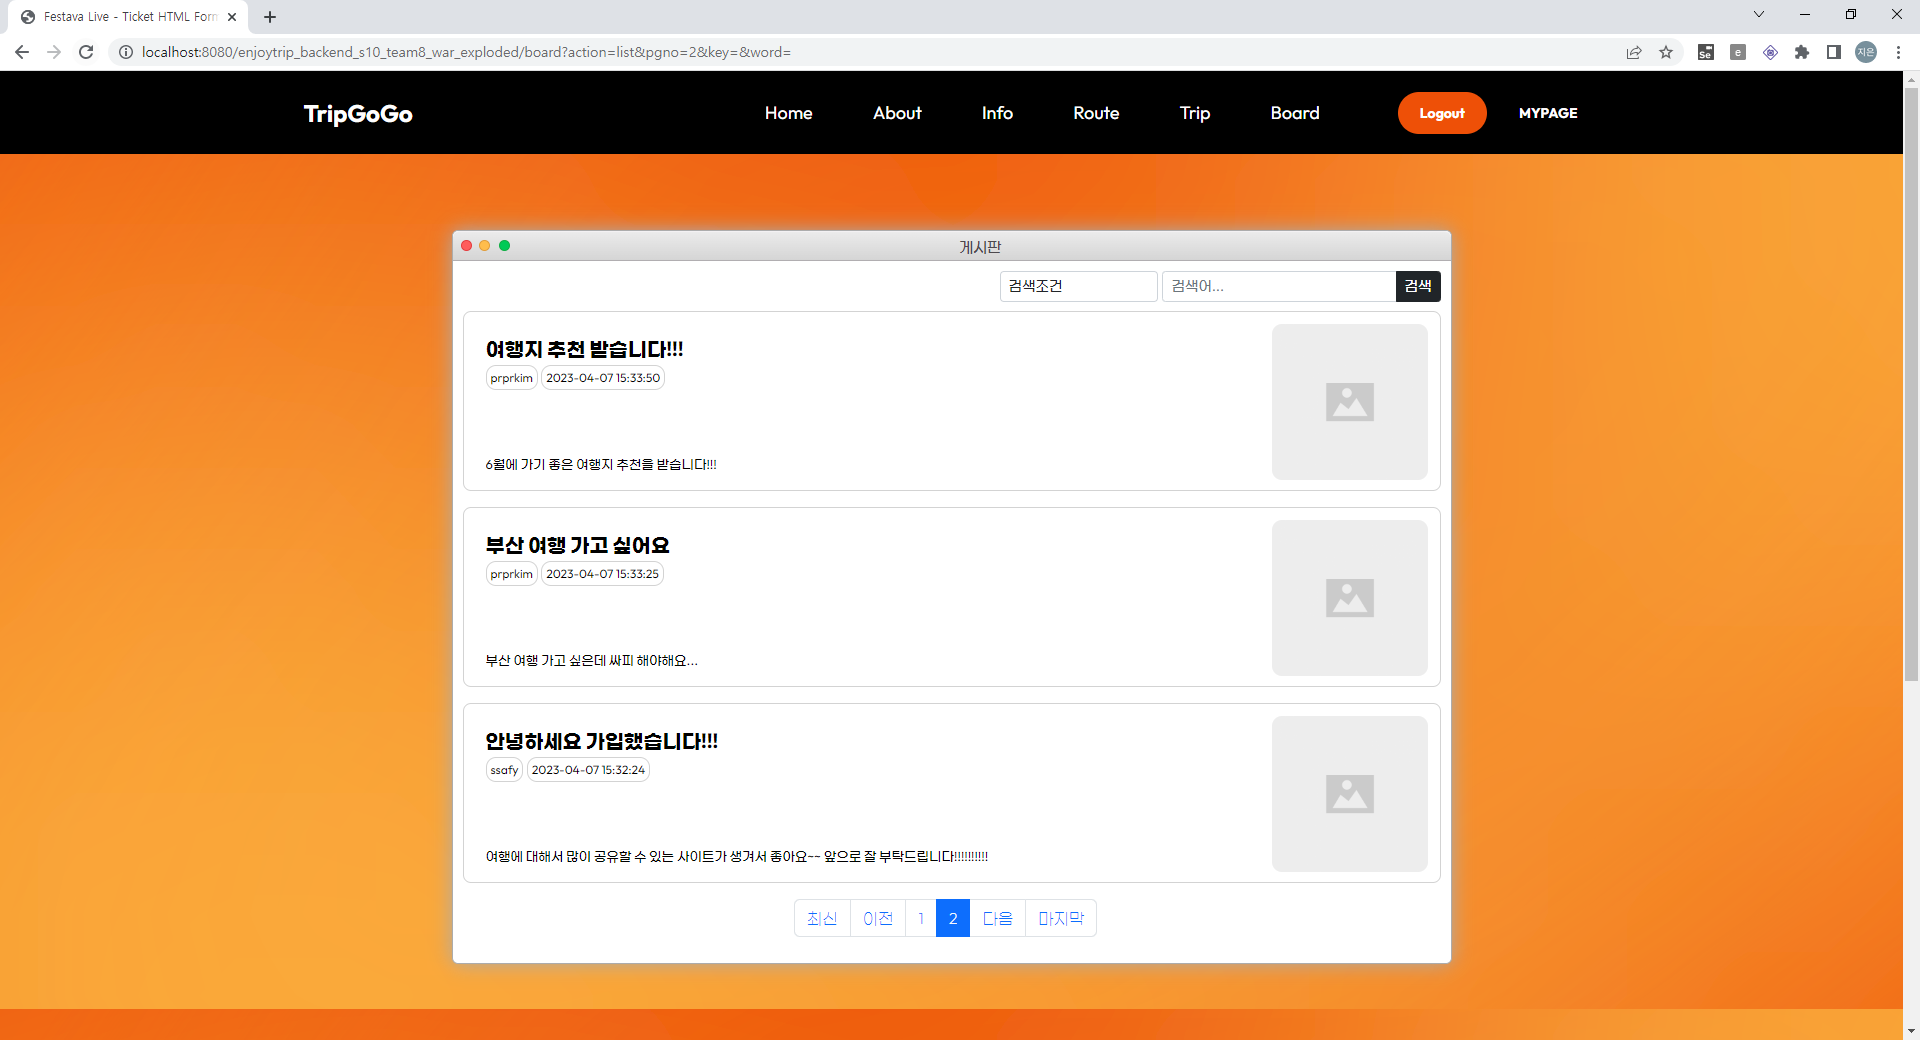 Festava Live - Ticket HTML Form
localhost:8080/enjoytrip_backend_s10_team8_war_exploded/board?action=list&pgno=2&key=&word=
Se
e
지은
TripGoGo
Home
About
Info
Route
Trip
Board
Logout
MYPAGE
게시판
검색조건
검색어...
검색
여행지 추천 받습니다!!!
prprkim 2023-04-07 15:33:50
6월에 가기 좋은 여행지 추천을 받습니다!!!
부산 여행 가고 싶어요
prprkim 2023-04-07 15:33:25
부산 여행 가고 싶은데 싸피 해야해요...
안녕하세요 가입했습니다!!!
ssafy 2023-04-07 15:32:24
여행에 대해서 많이 공유할 수 있는 사이트가 생겨서 좋아요~~ 앞으로 잘 부탁드립니다!!!!!!!!!!
최신 이전 1 2 다음 마지막